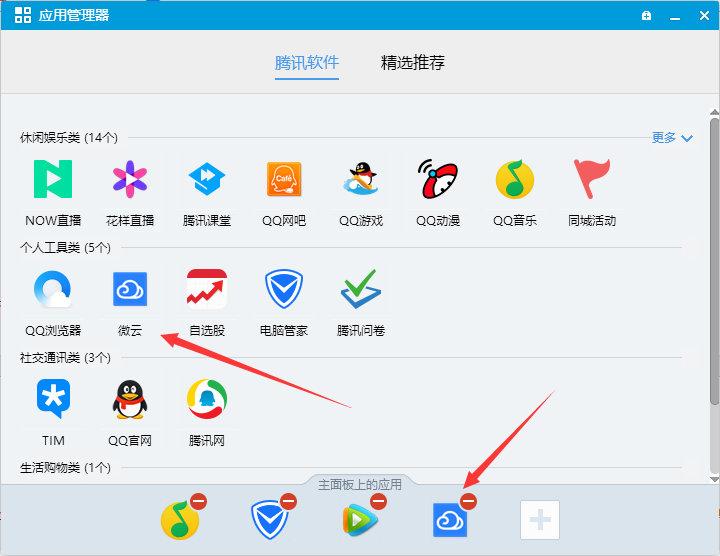 应用管理器
腾讯软件 精选推荐
休闲娱乐类 (14个) 更多
NOW直播 花样直播 腾讯课堂 QQ网吧 QQ游戏 QQ动漫 QQ音乐 同城活动
个人工具类 (5个)
QQ浏览器 微云 自选股 电脑管家 腾讯问卷
社交通讯类 (3个)
TIM QQ官网 腾讯网
生活购物类 (1个)
主面板上的应用